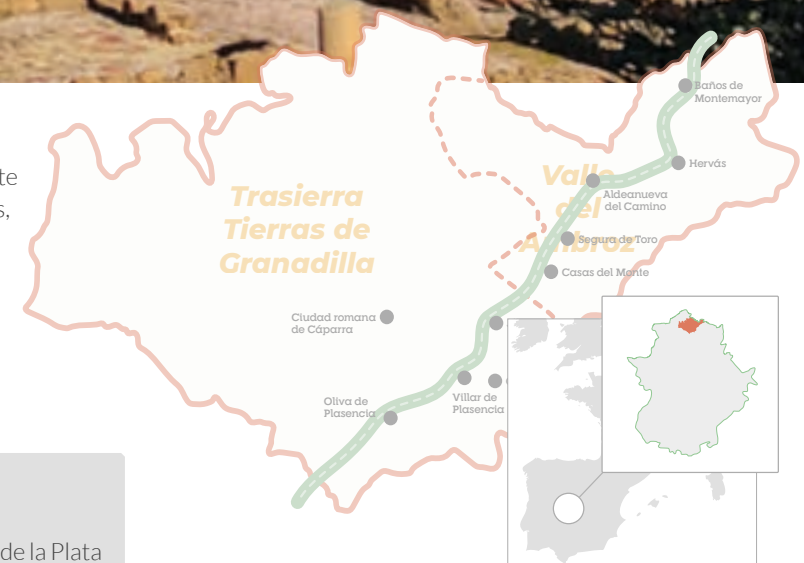 te
s,
Trasierra
Tierras de
Granadilla
Valle
del
Ambroz
Baños de
Montemayor
Hervás
Aldeanueva
del Camino
Segura de Toro
Casas del Monte
Ciudad romana
de Cáparra
Oliva de
Plasencia
Villar de
Plasencia
de la Plata